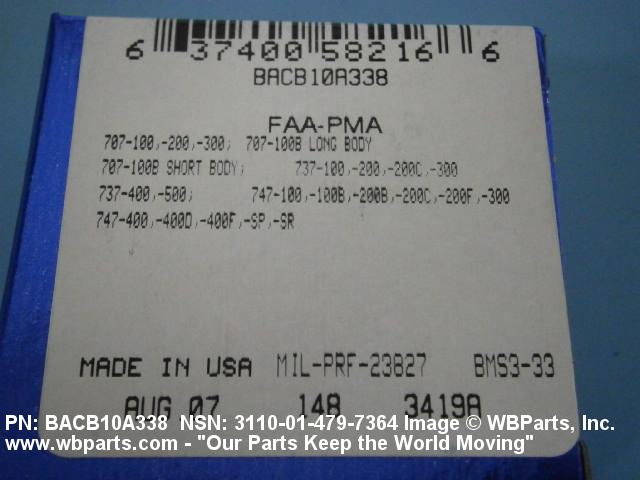 6 37400 58216 6
BACB10A338
FAA-PMA
707-100,-200,-300; 707-100B LONG BODY
707-100B SHORT BODY; 737-100,-200,-200C,-300
737-400,-500; 747-100,-100B,-200B,-200C,-200F,-300
747-400,-400D,-400F,-SP,-SR
MADE IN USA MIL-PRF-23827 BMS3-33
AUG 07 148 34198
PN: BACB10A338 NSN: 3110-01-479-7364 Image © WBParts, Inc.
www.wbparts.com - "Our Parts Keep the World Moving"